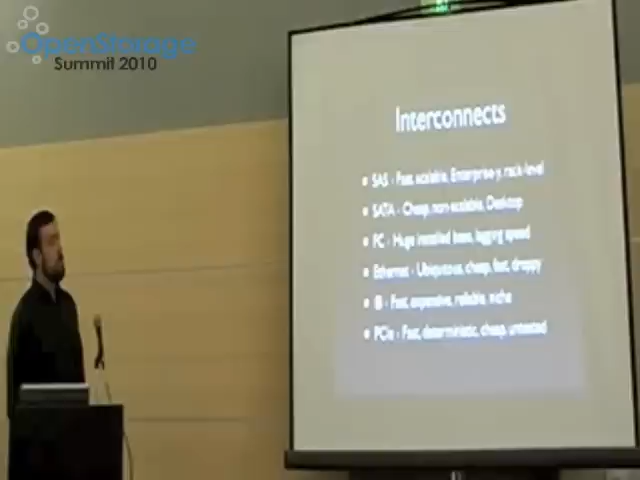 OpenStorage
Summit 2010
Interconnects
SAS - Fast, scalable, Enterprise-y, rack-level
SATA - Cheap, non-scalable, Desktop
FC - Huge installed base, lagging speed
Ethernet - Ubiquitous, cheap, fast, droppy
IB - Fast, expensive, reliable, niche
PCIe - Fast, deterministic, cheap, untested